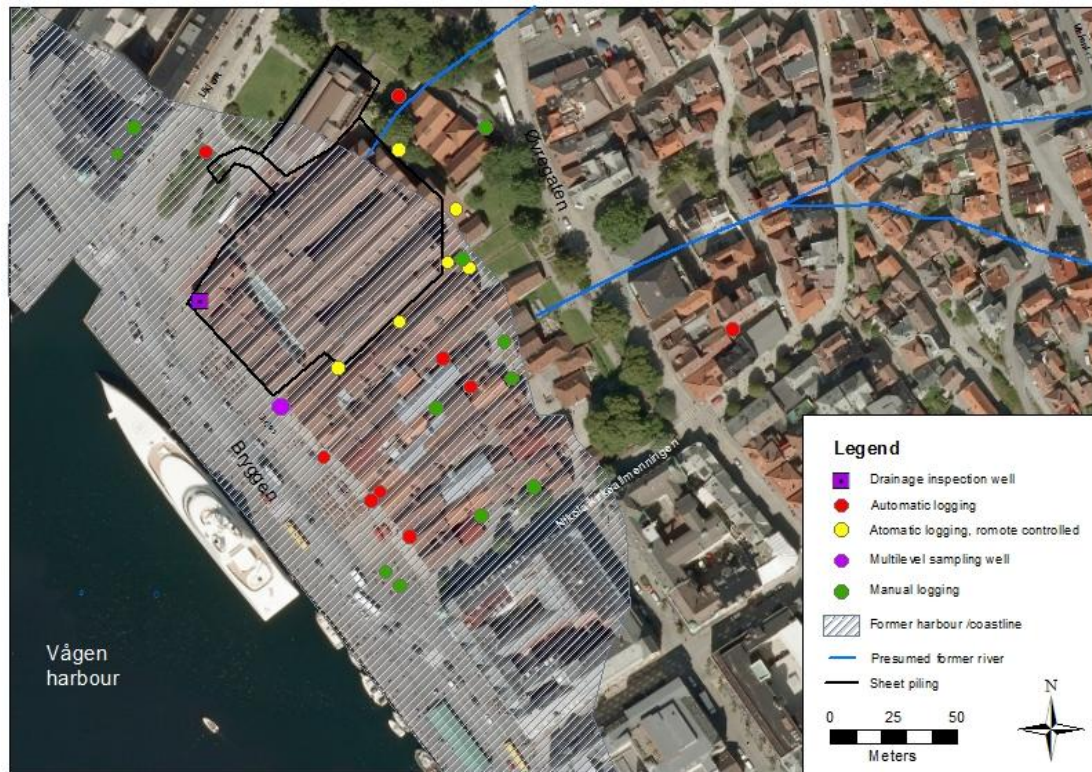 Øvregaten
Bryggen
Nikolaikirkeallmenningen
Vågen
harbour
Legend
Drainage inspection well
Automatic logging
Atomatic logging, romote controlled
Multilevel sampling well
Manual logging
Former harbour /coastline
Presumed former river
Sheet piling
0 25 50
Meters
N